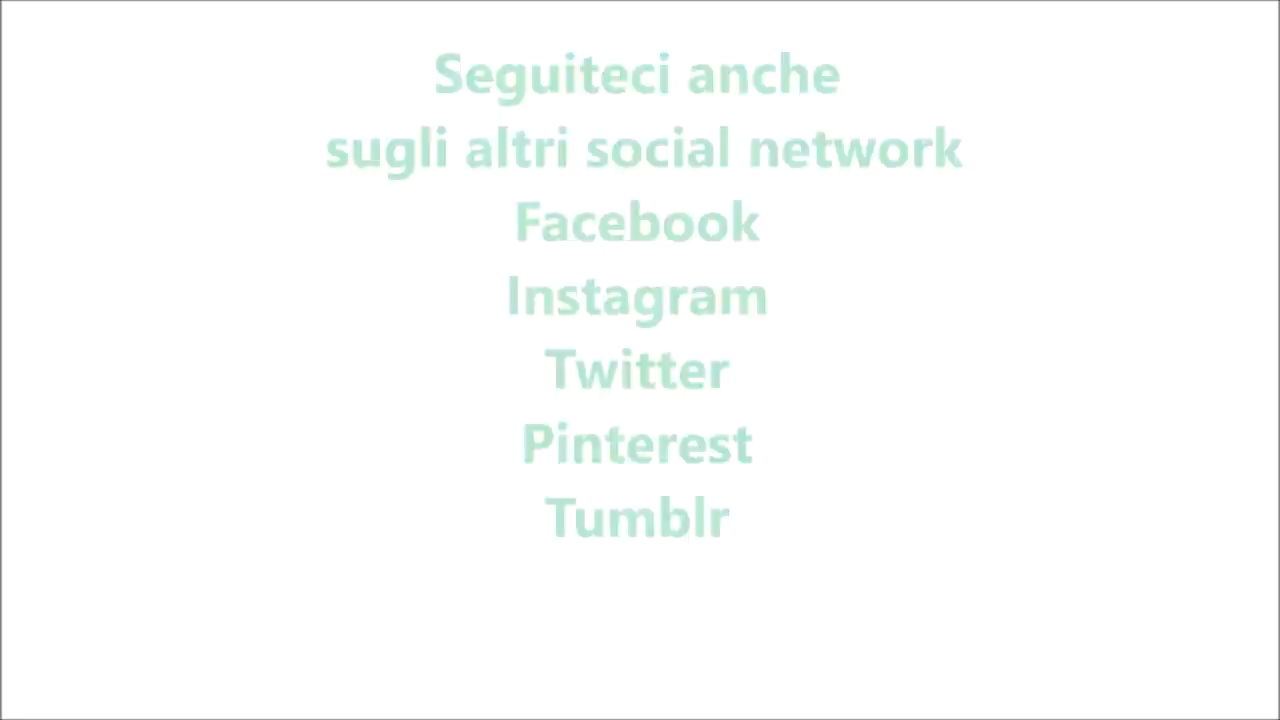 Seguiteci anche
sugli altri social network
Facebook
Instagram
Twitter
Pinterest
Tumblr